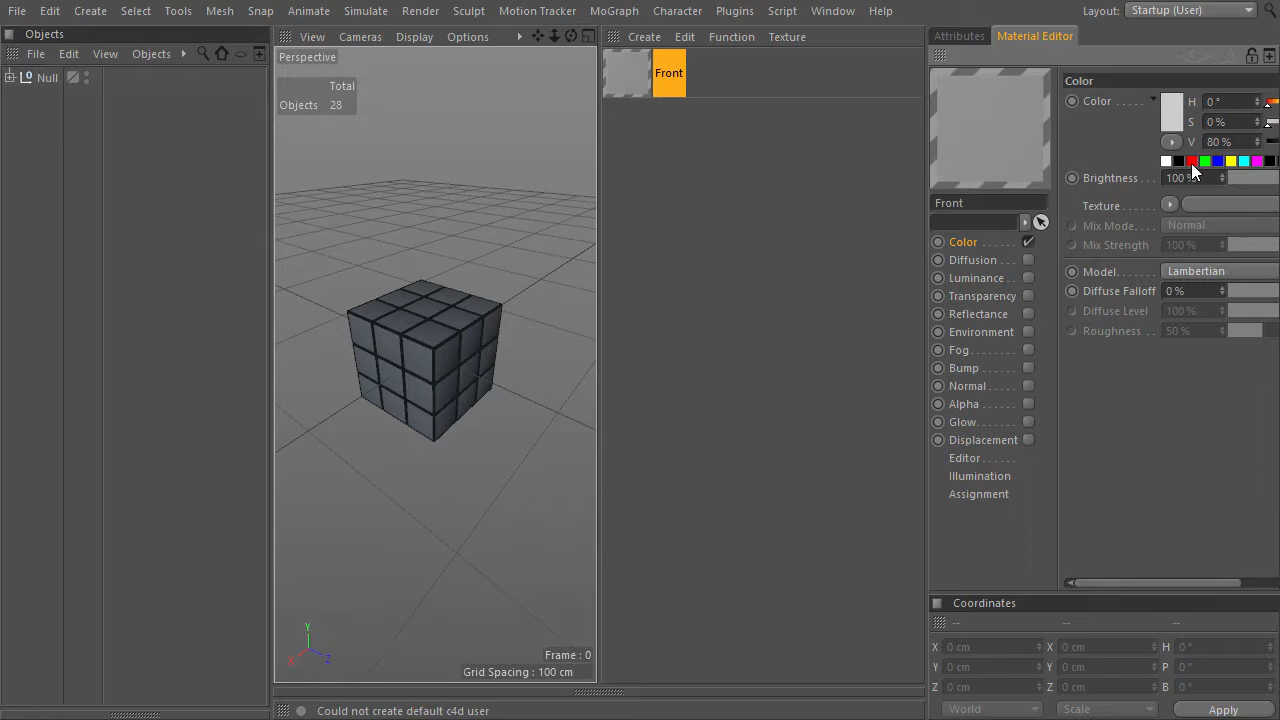 File Edit Create Select Tools Mesh Snap Animate Simulate Render Sculpt Motion Tracker MoGraph Character Plugins Script Window Help Layout: Startup (User)
Objects
File Edit View Objects
Null
View Cameras Display Options
Perspective
Total
Objects 28
Frame : 0
Grid Spacing : 100 cm
Create Edit Function Texture
Front
Attributes Material Editor
Front
Color . . . . . .
Diffusion . . . .
Luminance . . .
Transparency
Reflectance
Environment
Fog . . . . . . . .
Bump . . . . . .
Normal . . . . .
Alpha . . . . . .
Glow . . . . . . .
Displacement
Editor . . . . . .
Illumination
Assignment
Color
Color . . . . . H 0 °
S 0 %
V 80 %
Brightness . . . 100 %
Texture . . . . . .
Mix Mode. . . . Normal
Mix Strength 100 %
Model. . . . . . . Lambertian
Diffuse Falloff 0 %
Diffuse Level 100 %
Roughness . . 50 %
Coordinates
-- -- --
X 0 cm X 0 cm H 0 °
Y 0 cm Y 0 cm P 0 °
Z 0 cm Z 0 cm B 0 °
World Scale Apply
Could not create default c4d user
Y
X
Z